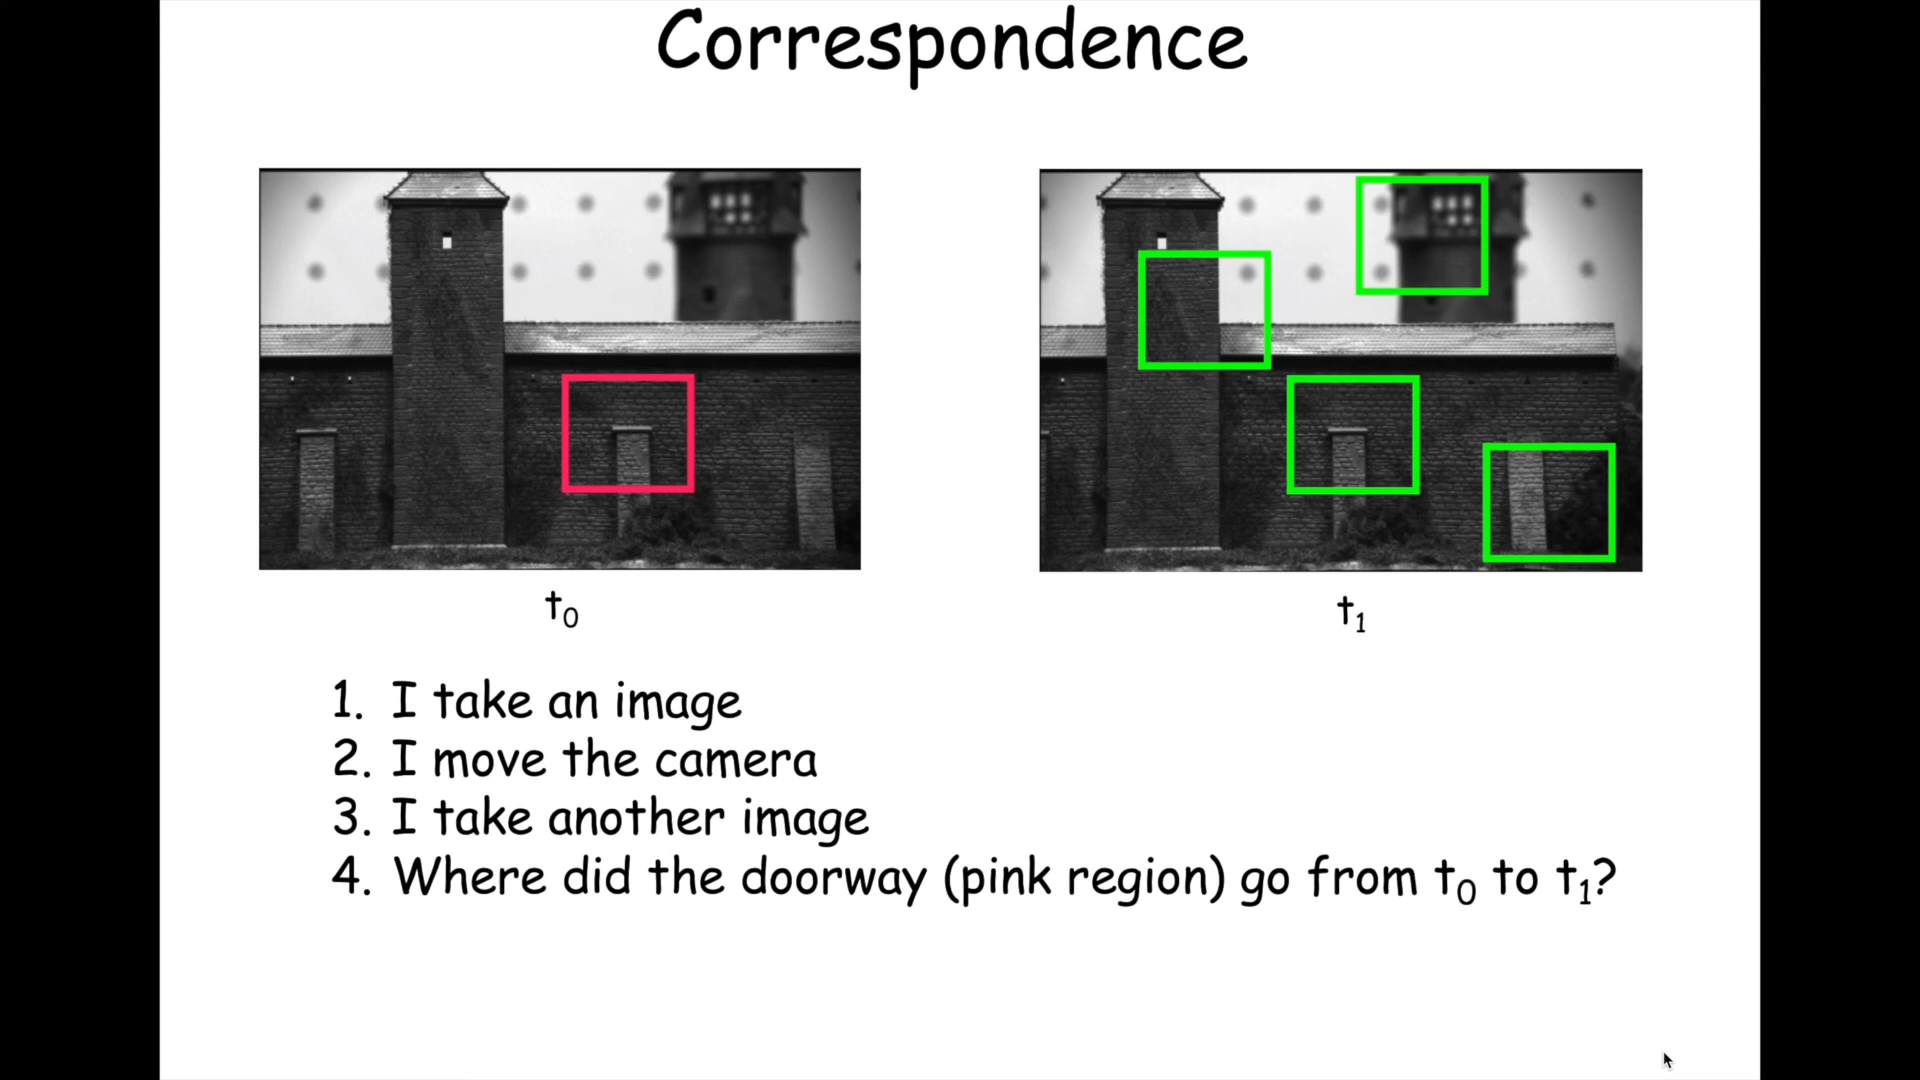 Correspondence
t0
t1
1. I take an image
2. I move the camera
3. I take another image
4. Where did the doorway (pink region) go from t0 to t1?